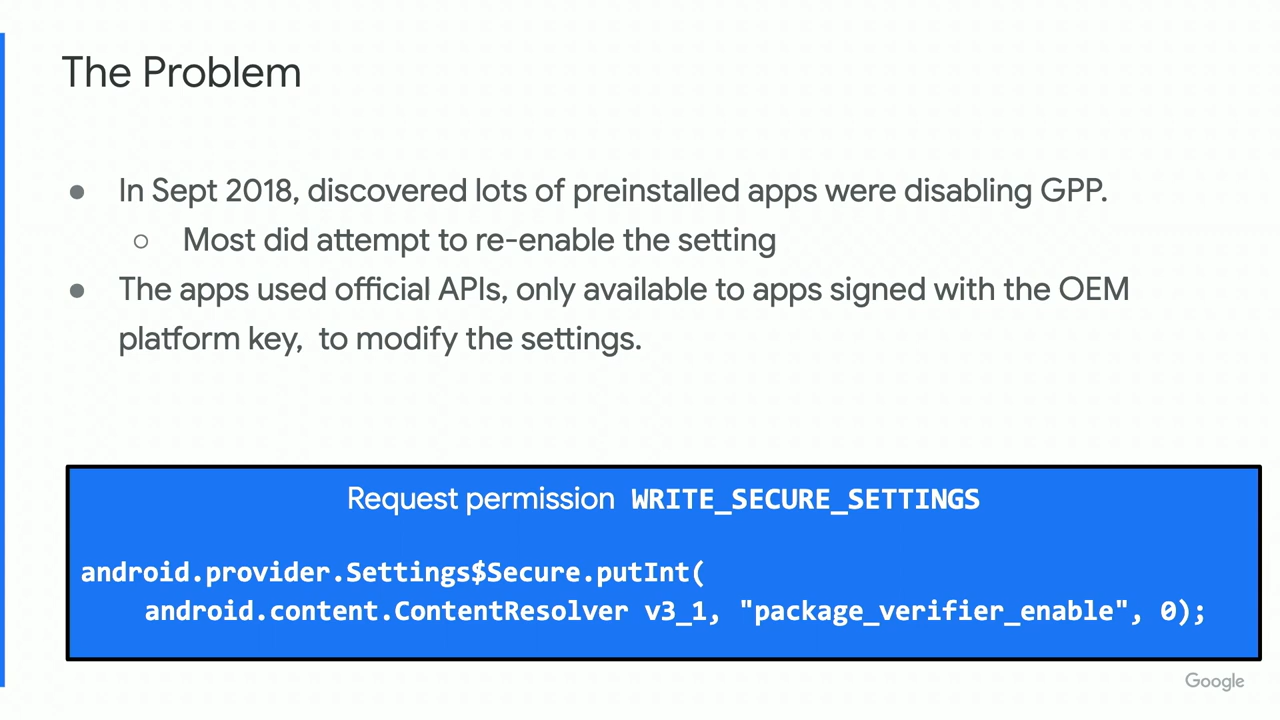 The Problem
● In Sept 2018, discovered lots of preinstalled apps were disabling GPP.
○ Most did attempt to re-enable the setting
● The apps used official APIs, only available to apps signed with the OEM
platform key,  to modify the settings.
Request permission WRITE_SECURE_SETTINGS
android.provider.Settings$Secure.putInt(
android.content.ContentResolver v3_1, "package_verifier_enable", 0);
Google